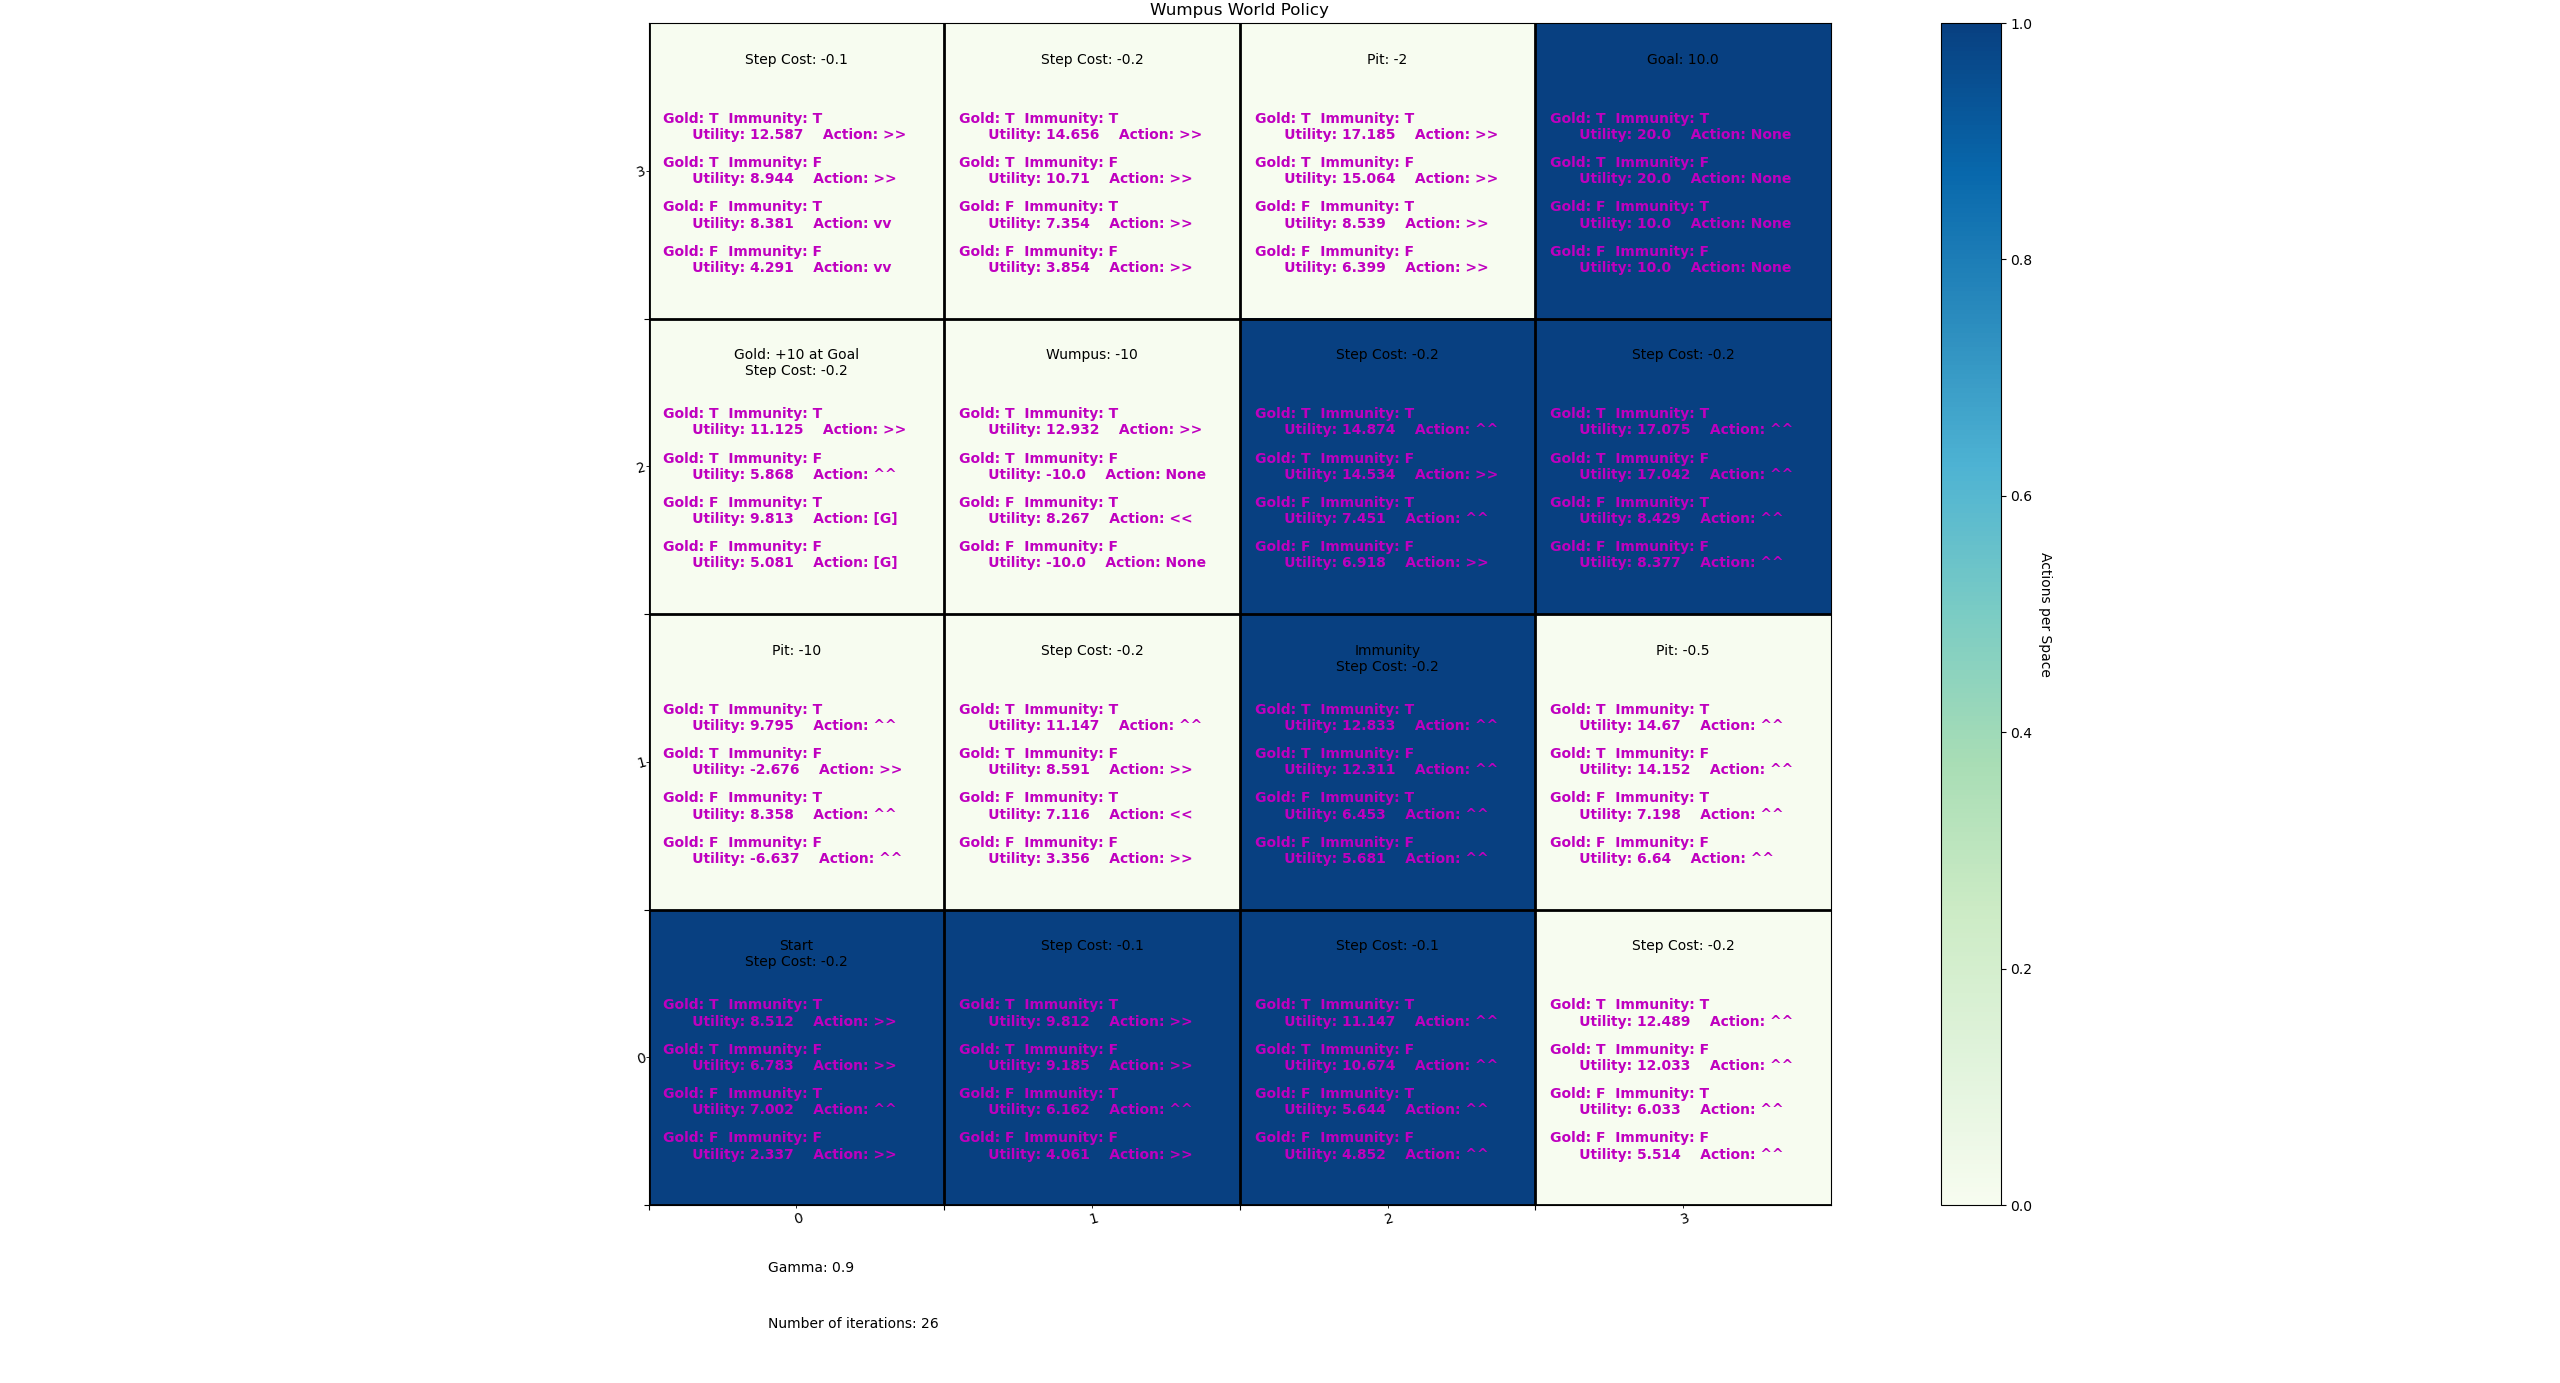 Wumpus World Policy
Step Cost: -0.1
Gold: T  Immunity: T
Utility: 12.587    Action: >>
Gold: T  Immunity: F
Utility: 8.944    Action: >>
Gold: F  Immunity: T
Utility: 8.381    Action: vv
Gold: F  Immunity: F
Utility: 4.291    Action: vv
Step Cost: -0.2
Gold: T  Immunity: T
Utility: 14.656    Action: >>
Gold: T  Immunity: F
Utility: 10.71    Action: >>
Gold: F  Immunity: T
Utility: 7.354    Action: >>
Gold: F  Immunity: F
Utility: 3.854    Action: >>
Pit: -2
Gold: T  Immunity: T
Utility: 17.185    Action: >>
Gold: T  Immunity: F
Utility: 15.064    Action: >>
Gold: F  Immunity: T
Utility: 8.539    Action: >>
Gold: F  Immunity: F
Utility: 6.399    Action: >>
Goal: 10.0
Gold: T  Immunity: T
Utility: 20.0    Action: None
Gold: T  Immunity: F
Utility: 20.0    Action: None
Gold: F  Immunity: T
Utility: 10.0    Action: None
Gold: F  Immunity: F
Utility: 10.0    Action: None
3
Gold: +10 at Goal
Step Cost: -0.2
Gold: T  Immunity: T
Utility: 11.125    Action: >>
Gold: T  Immunity: F
Utility: 5.868    Action: ^^
Gold: F  Immunity: T
Utility: 9.813    Action: [G]
Gold: F  Immunity: F
Utility: 5.081    Action: [G]
Wumpus: -10
Gold: T  Immunity: T
Utility: 12.932    Action: >>
Gold: T  Immunity: F
Utility: -10.0    Action: None
Gold: F  Immunity: T
Utility: 8.267    Action: <<
Gold: F  Immunity: F
Utility: -10.0    Action: None
Step Cost: -0.2
Gold: T  Immunity: T
Utility: 14.874    Action: ^^
Gold: T  Immunity: F
Utility: 14.534    Action: >>
Gold: F  Immunity: T
Utility: 7.451    Action: ^^
Gold: F  Immunity: F
Utility: 6.918    Action: >>
Step Cost: -0.2
Gold: T  Immunity: T
Utility: 17.075    Action: ^^
Gold: T  Immunity: F
Utility: 17.042    Action: ^^
Gold: F  Immunity: T
Utility: 8.429    Action: ^^
Gold: F  Immunity: F
Utility: 8.377    Action: ^^
2
Pit: -10
Gold: T  Immunity: T
Utility: 9.795    Action: ^^
Gold: T  Immunity: F
Utility: -2.676    Action: >>
Gold: F  Immunity: T
Utility: 8.358    Action: ^^
Gold: F  Immunity: F
Utility: -6.637    Action: ^^
Step Cost: -0.2
Gold: T  Immunity: T
Utility: 11.147    Action: ^^
Gold: T  Immunity: F
Utility: 8.591    Action: >>
Gold: F  Immunity: T
Utility: 7.116    Action: <<
Gold: F  Immunity: F
Utility: 3.356    Action: >>
Immunity
Step Cost: -0.2
Gold: T  Immunity: T
Utility: 12.833    Action: ^^
Gold: T  Immunity: F
Utility: 12.311    Action: ^^
Gold: F  Immunity: T
Utility: 6.453    Action: ^^
Gold: F  Immunity: F
Utility: 5.681    Action: ^^
Pit: -0.5
Gold: T  Immunity: T
Utility: 14.67    Action: ^^
Gold: T  Immunity: F
Utility: 14.152    Action: ^^
Gold: F  Immunity: T
Utility: 7.198    Action: ^^
Gold: F  Immunity: F
Utility: 6.64    Action: ^^
1
Start
Step Cost: -0.2
Gold: T  Immunity: T
Utility: 8.512    Action: >>
Gold: T  Immunity: F
Utility: 6.783    Action: >>
Gold: F  Immunity: T
Utility: 7.002    Action: ^^
Gold: F  Immunity: F
Utility: 2.337    Action: >>
Step Cost: -0.1
Gold: T  Immunity: T
Utility: 9.812    Action: >>
Gold: T  Immunity: F
Utility: 9.185    Action: >>
Gold: F  Immunity: T
Utility: 6.162    Action: ^^
Gold: F  Immunity: F
Utility: 4.061    Action: >>
Step Cost: -0.1
Gold: T  Immunity: T
Utility: 11.147    Action: ^^
Gold: T  Immunity: F
Utility: 10.674    Action: ^^
Gold: F  Immunity: T
Utility: 5.644    Action: ^^
Gold: F  Immunity: F
Utility: 4.852    Action: ^^
Step Cost: -0.2
Gold: T  Immunity: T
Utility: 12.489    Action: ^^
Gold: T  Immunity: F
Utility: 12.033    Action: ^^
Gold: F  Immunity: T
Utility: 6.033    Action: ^^
Gold: F  Immunity: F
Utility: 5.514    Action: ^^
0
0 1 2 3
1.0
0.8
0.6
0.4
0.2
0.0
Actions per Space
Gamma: 0.9
Number of iterations: 26